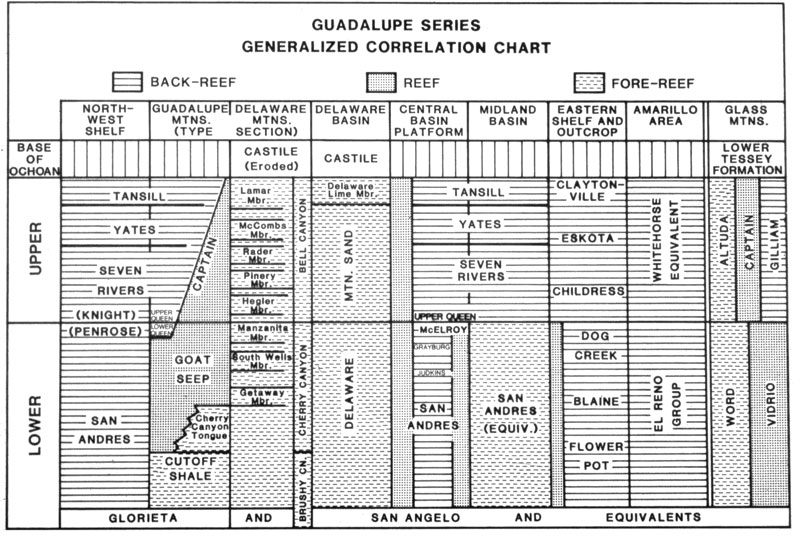 GUADALUPE SERIES
GENERALIZED CORRELATION CHART
BACK-REEF REEF FORE-REEF
NORTH-WEST SHELF
GUADALUPE MTNS. (TYPE)
DELAWARE MTNS. SECTION)
DELAWARE BASIN
CENTRAL BASIN PLATFORM
MIDLAND BASIN
EASTERN SHELF AND OUTCROP
AMARILLO AREA
GLASS MTNS.
BASE OF OCHOAN
CASTILE (Eroded)
CASTILE
LOWER TESSEY FORMATION
UPPER
TANSILL
YATES
SEVEN
RIVERS
(KNIGHT)
UPPER QUEEN
CAPTAIN
Lamar Mbr.
McCombs Mbr.
Rader Mbr.
Pinery Mbr.
Hegler Mbr.
BELL CANYON
Delaware Lime Mbr.
MTN. SAND
TANSILL
YATES
SEVEN RIVERS
UPPER QUEEN
CLAYTON-VILLE
ESKOTA
CHILDRESS
WHITEHORSE EQUIVALENT
ALTUDA
CAPTAIN
GILLIAM
LOWER
(PENROSE)
LOWER QUEEN
SAN
ANDRES
GOAT
SEEP
Cherry Canyon Tongue
CUTOFF
SHALE
Manzanita Mbr.
South Wells Mbr.
Getaway Mbr.
CHERRY CANYON
BRUSHY CN.
DELAWARE
McELROY
GRAYBURG
JUDKINS
SAN
ANDRES
SAN
ANDRES
(EQUIV.)
DOG
CREEK
BLAINE
FLOWER
POT
EL RENO GROUP
WORD
VIDRIO
GLORIETA AND SAN ANGELO AND EQUIVALENTS